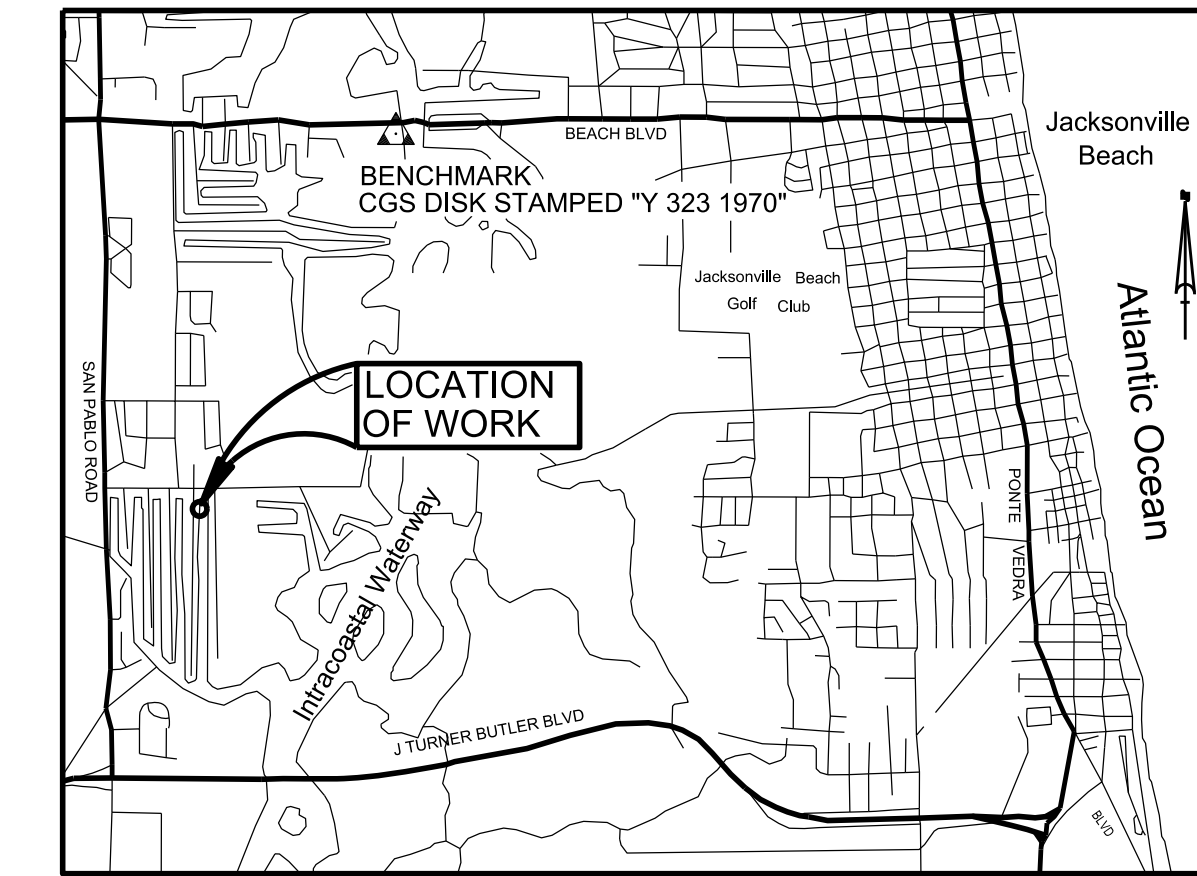 BEACH BLVD
Jacksonville
Beach
BENCHMARK
CGS DISK STAMPED "Y 323 1970"
Jacksonville Beach
Golf Club
Atlantic Ocean
SAN PABLO ROAD
LOCATION
OF WORK
Intracoastal Waterway
PONTE
VEDRA
BLVD
J TURNER BUTLER BLVD